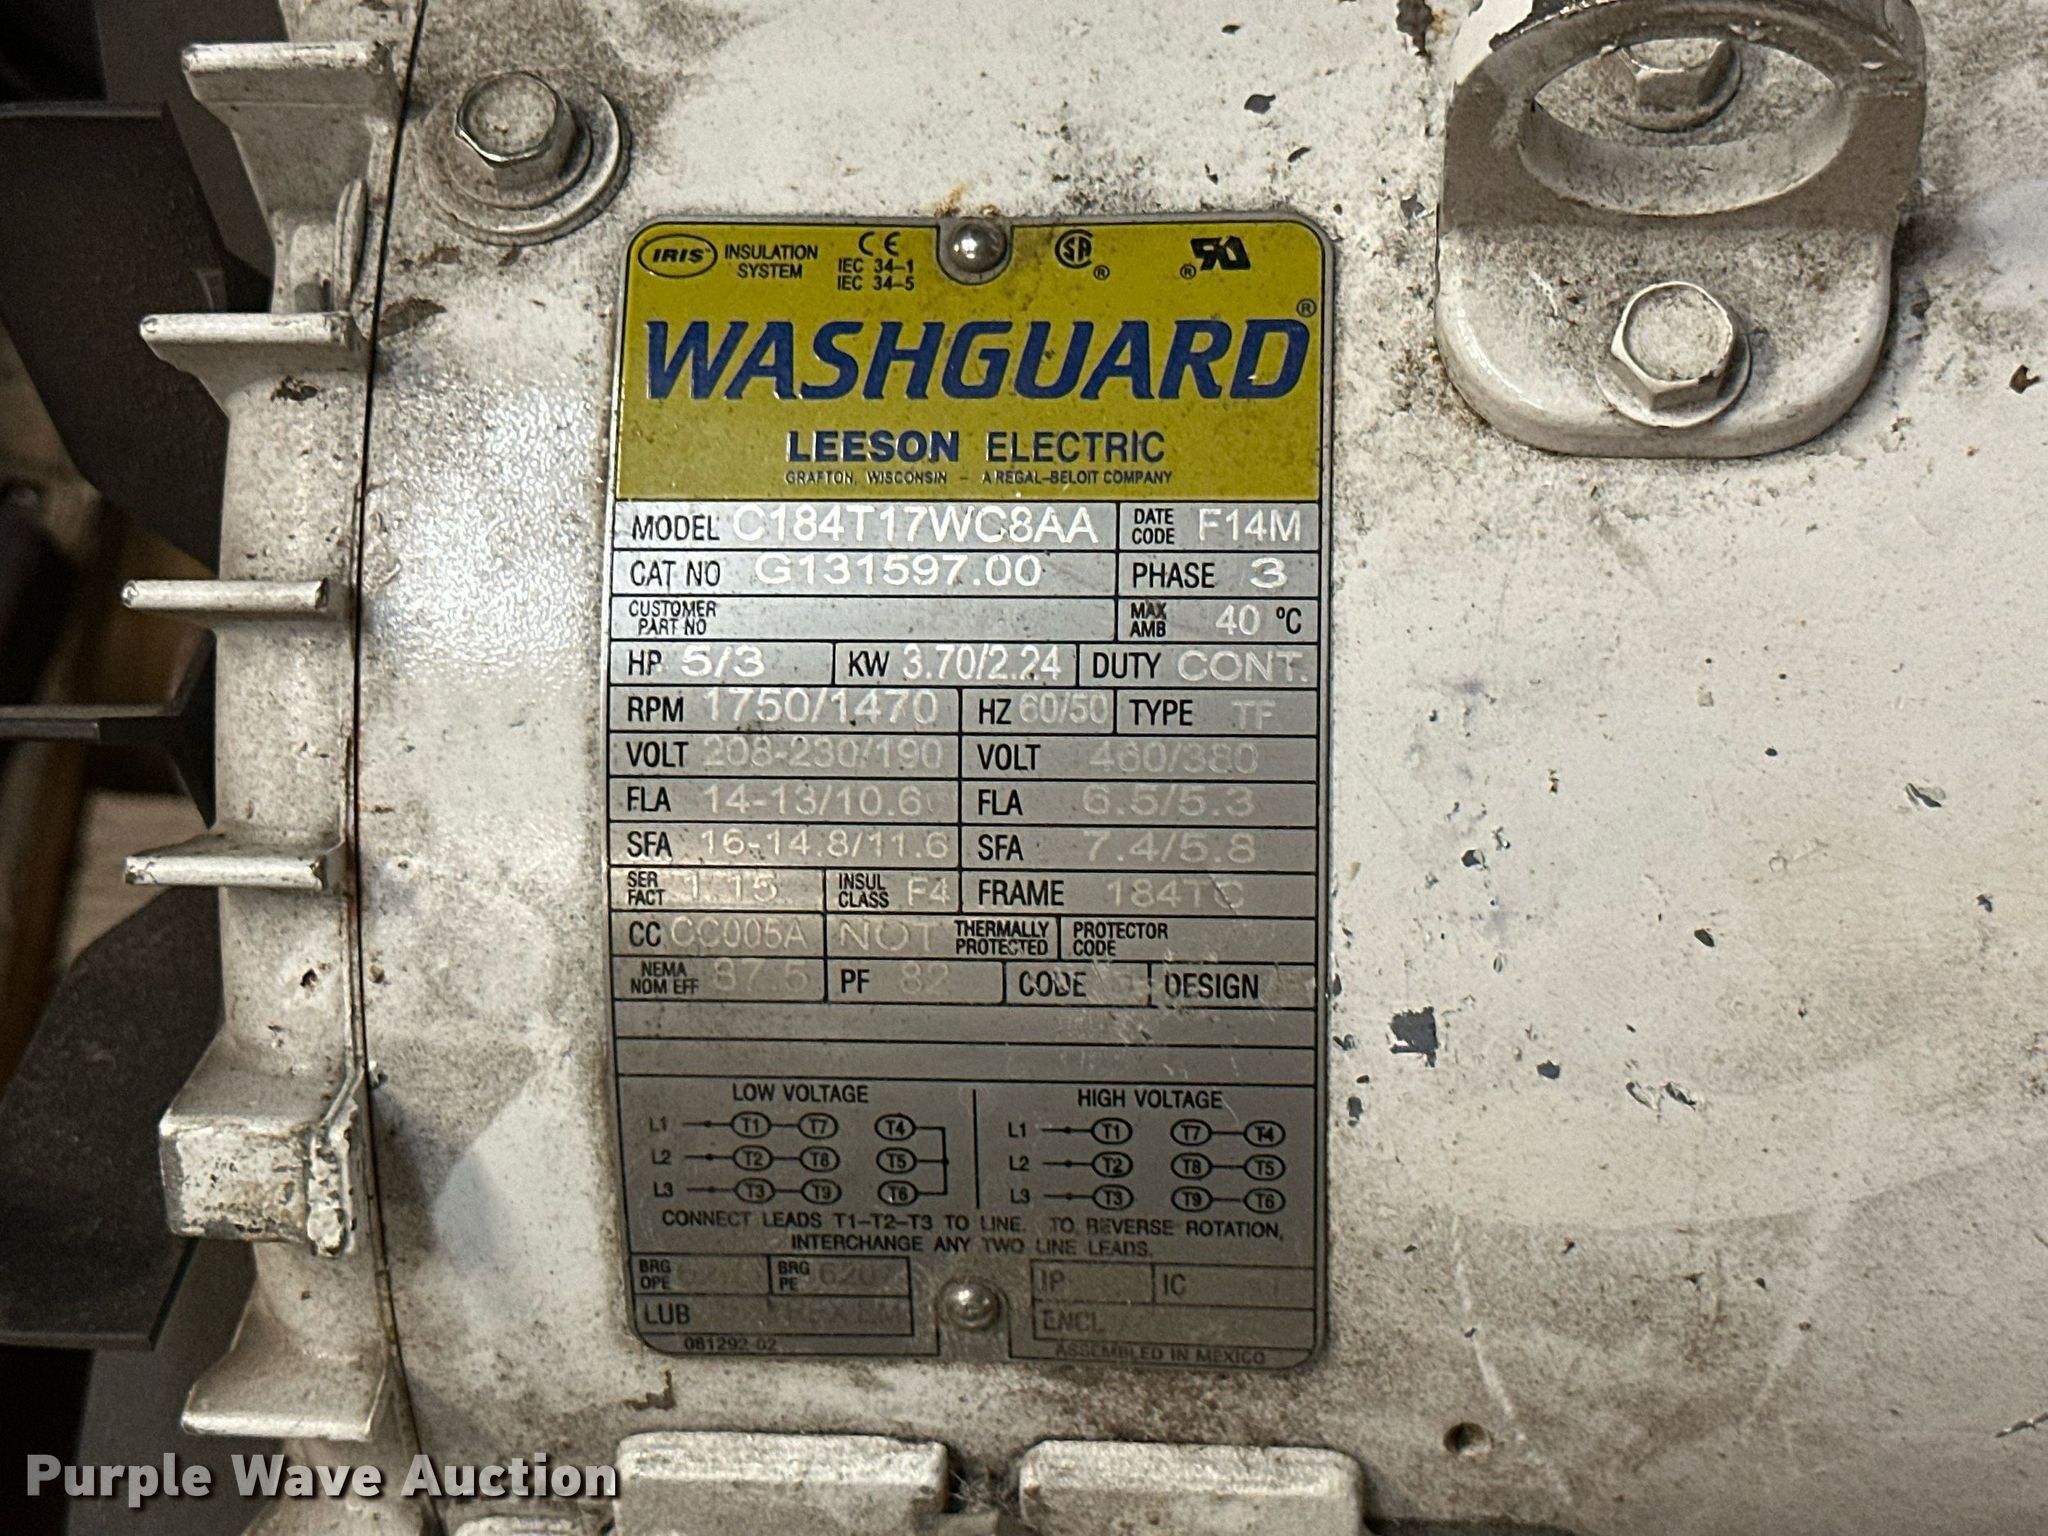 IRIS™ INSULATION SYSTEM
CE IEC 34-1 IEC 34-5
SA ®
® RU
WASHGUARD®
LEESON ELECTRIC
GRAFTON, WISCONSIN - A REGAL-BELOIT COMPANY
MODEL C184T17WC8AA DATE CODE F14M
CAT NO G131597.00 PHASE 3
CUSTOMER PART NO MAX AMB 40 °C
HP 5/3 KW 3.70/2.24 DUTY CONT.
RPM 1750/1470 HZ 60/50 TYPE TF
VOLT 208-230/190 VOLT 460/380
FLA 14-13/10.6 FLA 6.5/5.3
SFA 16-14.8/11.6 SFA 7.4/5.8
SER FACT 1.15 INSUL CLASS F4 FRAME 184TC
CC CC005A NOT THERMALLY PROTECTED PROTECTOR CODE
NEMA NOM EFF 87.5 PF 82 CODE DESIGN
LOW VOLTAGE HIGH VOLTAGE
L1 T1 T7 T4 L1 T1 T7 T4
L2 T2 T8 T5 L2 T2 T8 T5
L3 T3 T9 T6 L3 T3 T9 T6
CONNECT LEADS T1-T2-T3 TO LINE. TO REVERSE ROTATION,
INTERCHANGE ANY TWO LINE LEADS.
BRG OPE BRG PE 6207 IP IC
LUB ENCL
081292-02 ASSEMBLED IN MEXICO
Purple Wave Auction